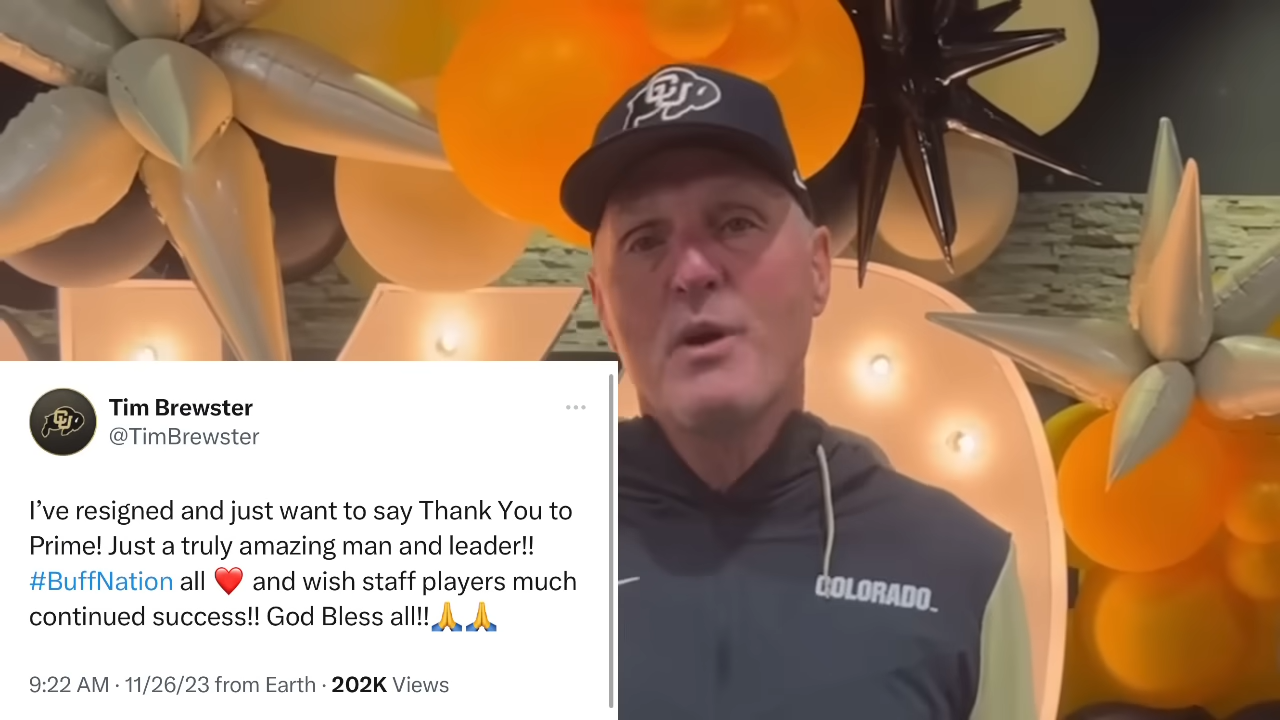 CU
COLORADO
Tim Brewster
@TimBrewster
I’ve resigned and just want to say Thank You to
Prime! Just a truly amazing man and leader!!
#BuffNation all ❤️ and wish staff players much
continued success!! God Bless all!!🙏🙏
9:22 AM · 11/26/23 from Earth · 202K Views